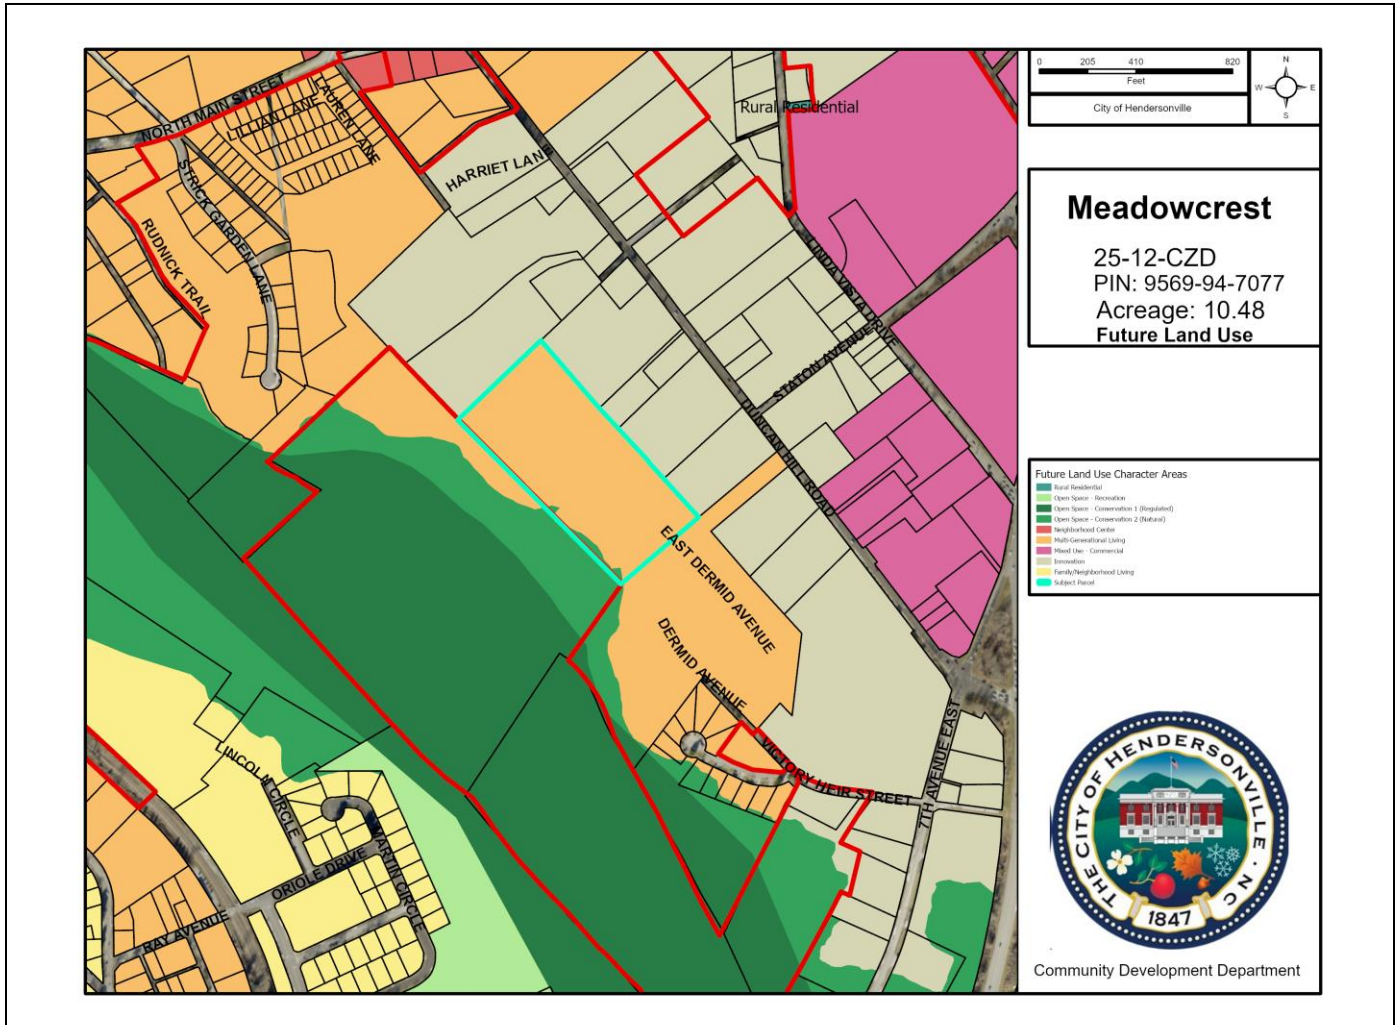 NORTH MAIN STREET
LILLIAN LANE
LAUREN LANE
STRICK GARDEN LANE
RUDNICK TRAIL
HARRIET LANE
Rural Residential
LINDA VISTA DRIVE
STATON AVENUE
DUNCAN HILL ROAD
EAST DERMID AVENUE
DERMID AVENUE
VICTORY HEIR STREET
7TH AVENUE EAST
LINCOLN CIRCLE
MARTIN CIRCLE
ORIOLE DRIVE
RAY AVENUE
0 205 410 820
Feet
City of Hendersonville
N
W E
S
Meadowcrest
25-12-CZD
PIN: 9569-94-7077
Acreage: 10.48
Future Land Use
Future Land Use Character Areas
Rural Residential
Open Space - Recreation
Open Space - Conservation 1 (Regulated)
Open Space - Conservation 2 (Natural)
Neighborhood Center
Multi-Generational Living
Mixed Use - Commercial
Innovation
Family/Neighborhood Living
Subject Parcel
THE CITY OF HENDERSONVILLE · NC
1847
Community Development Department